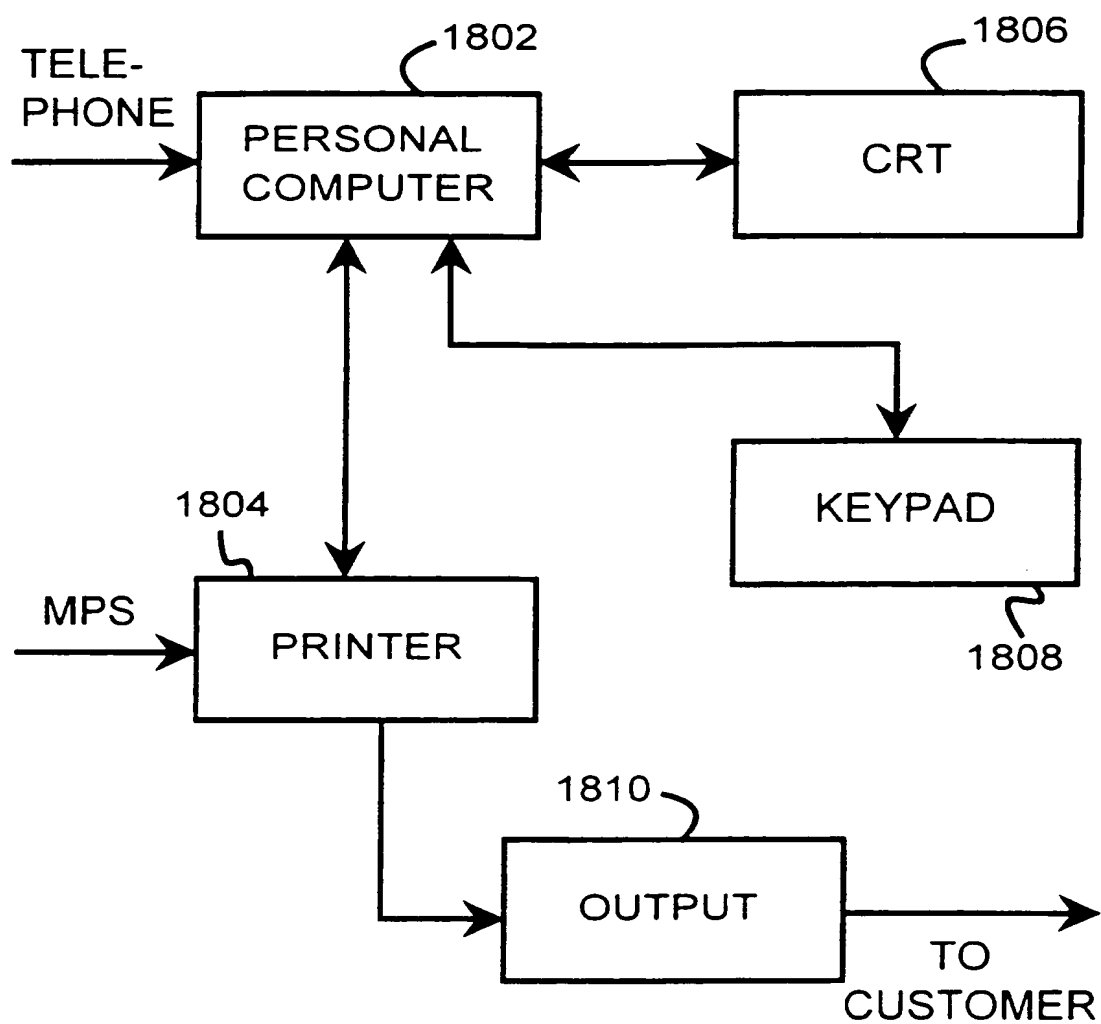 1802
1806
TELE-
PHONE
PERSONAL
COMPUTER
CRT
KEYPAD
1804
MPS
PRINTER
1808
1810
OUTPUT
TO
CUSTOMER